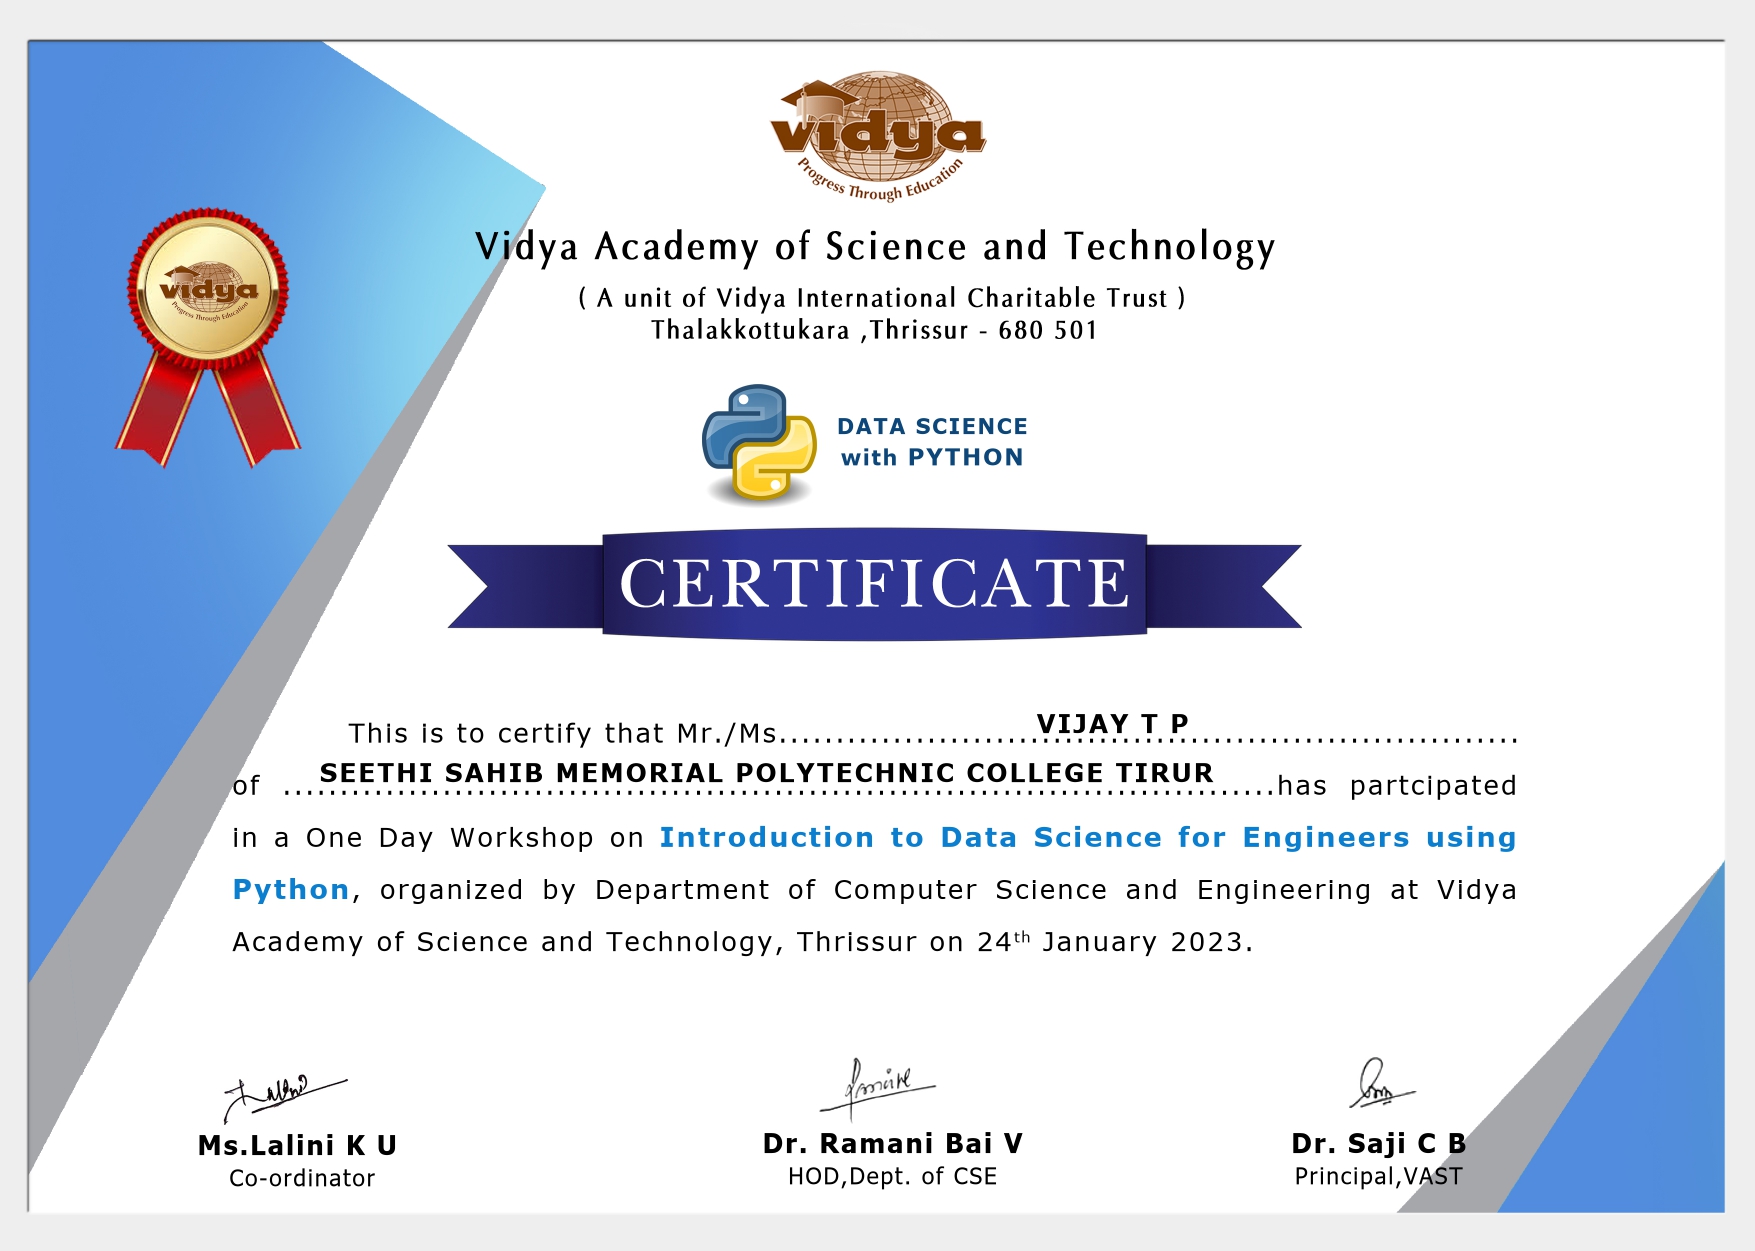 vidya
Progress Through Education
Vidya Academy of Science and Technology
( A unit of Vidya International Charitable Trust )
Thalakkottukara ,Thrissur - 680 501
vidya
Progress Through Education
DATA SCIENCE
with PYTHON
CERTIFICATE
This is to certify that Mr./Ms. VIJAY T P
of SEETHI SAHIB MEMORIAL POLYTECHNIC COLLEGE TIRUR has partcipated
in a One Day Workshop on Introduction to Data Science for Engineers using
Python, organized by Department of Computer Science and Engineering at Vidya
Academy of Science and Technology, Thrissur on 24th January 2023.
Ms.Lalini K U
Co-ordinator
Dr. Ramani Bai V
HOD,Dept. of CSE
Dr. Saji C B
Principal,VAST